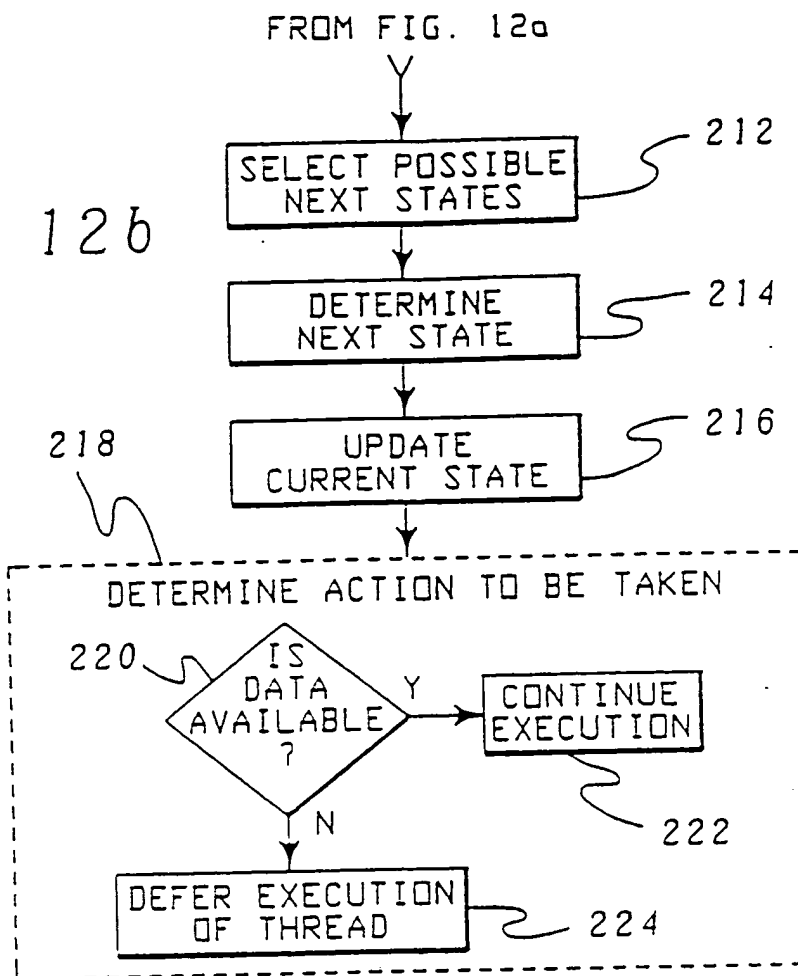 FROM FIG. 12a
212
SELECT POSSIBLE
NEXT STATES
12b
214
DETERMINE
NEXT STATE
216
UPDATE
CURRENT STATE
218
DETERMINE ACTION TO BE TAKEN
220
IS
DATA
AVAILABLE
?
Y
CONTINUE
EXECUTION
N
222
DEFER EXECUTION
OF THREAD
224